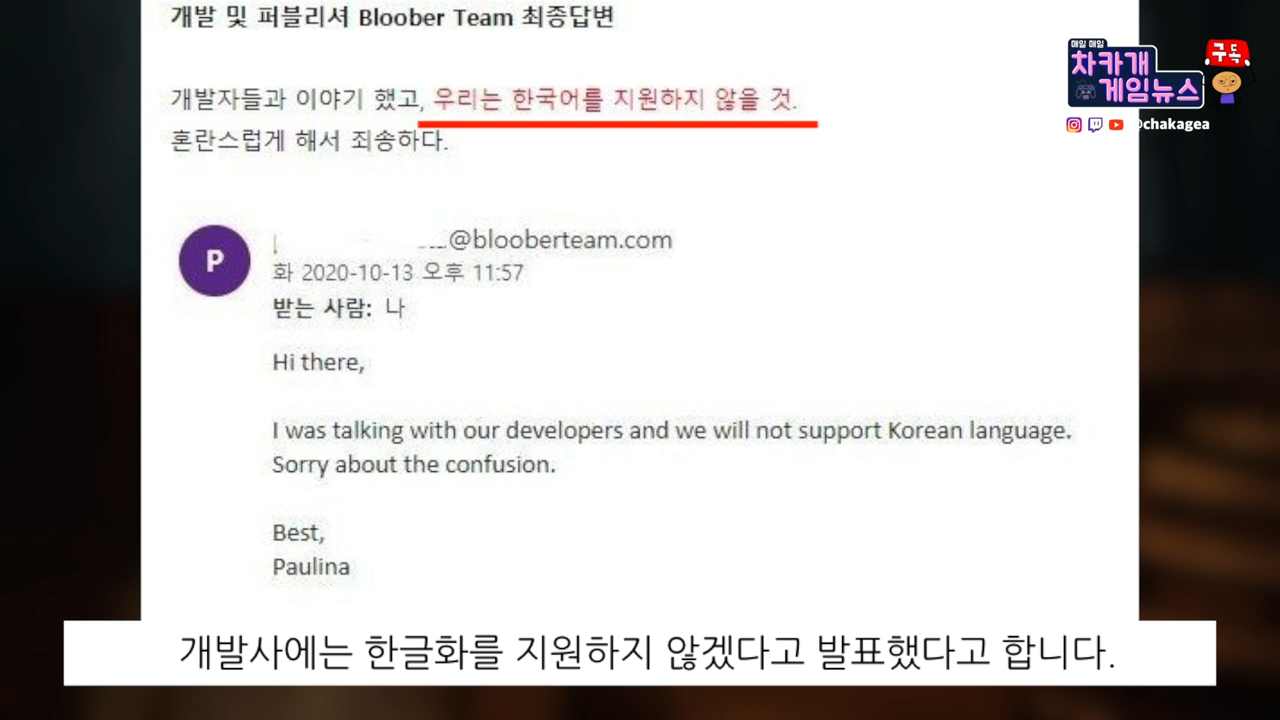 개발 및 퍼블리셔 Bloober Team 최종답변
매일 매일
차카개
게임뉴스
구독
@chakagea
개발자들과 이야기 했고, 우리는 한국어를 지원하지 않을 것.
혼란스럽게 해서 죄송하다.
P
@blooberteam.com
화 2020-10-13 오후 11:57
받는 사람: 나
Hi there,
I was talking with our developers and we will not support Korean language.
Sorry about the confusion.
Best,
Paulina
개발사에는 한글화를 지원하지 않겠다고 발표했다고 합니다.